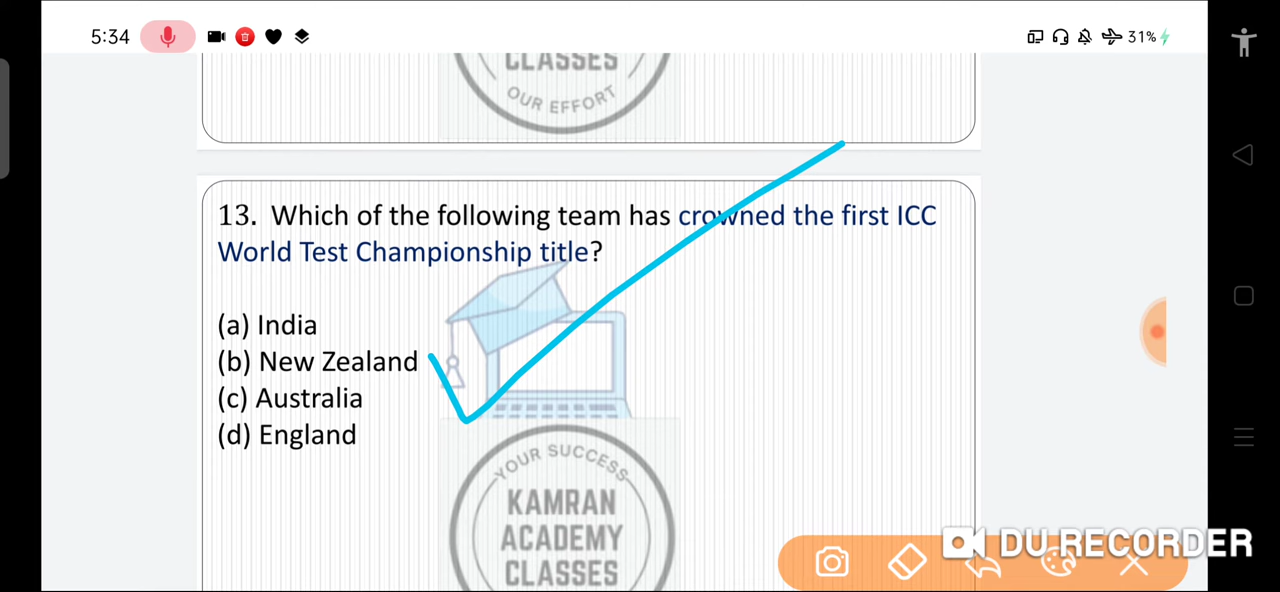 5:34
31%
CLASSES
OUR EFFORT
13. Which of the following team has crowned the first ICC
World Test Championship title?
(a) India
(b) New Zealand
(c) Australia
(d) England
YOUR SUCCESS
KAMRAN
ACADEMY
CLASSES
DU RECORDER